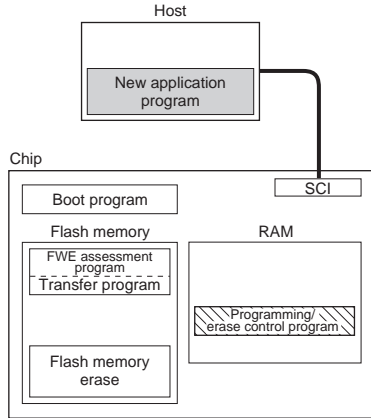 Host
New application
program
Chip
SCI
Boot program
Flash memory
RAM
FWE assessment
program
Transfer program
Programming/
erase control program
Flash memory
erase